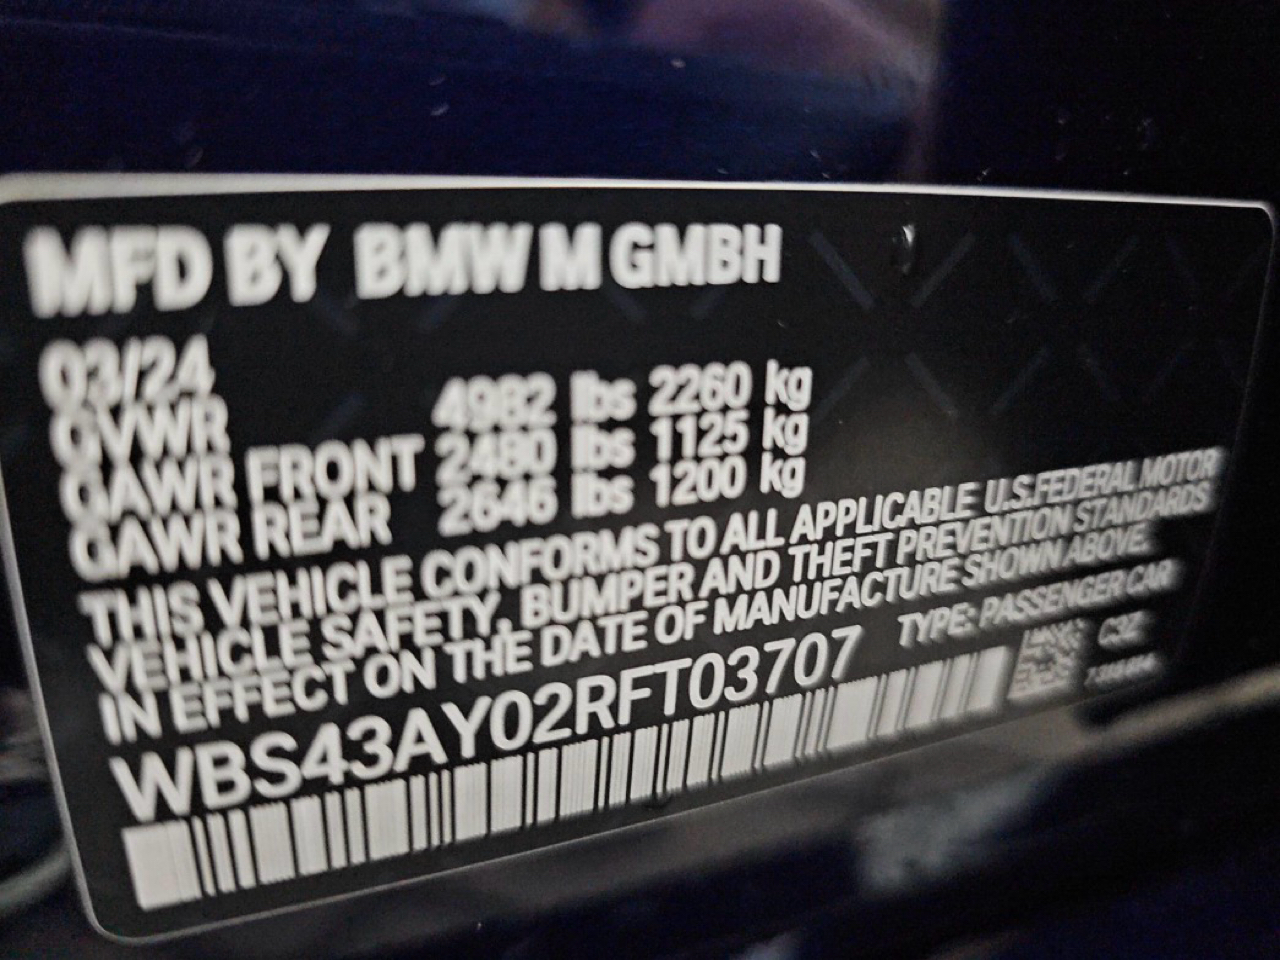 MFD BY BMW M GMBH
03/24
GVWR 4982 lbs 2260 kg
GAWR FRONT 2480 lbs 1125 kg
GAWR REAR 2646 lbs 1200 kg
THIS VEHICLE CONFORMS TO ALL APPLICABLE U.S.FEDERAL MOTOR
VEHICLE SAFETY, BUMPER AND THEFT PREVENTION STANDARDS
IN EFFECT ON THE DATE OF MANUFACTURE SHOWN ABOVE.
WBS43AY02RFT03707 TYPE: PASSENGER CAR
C3Z